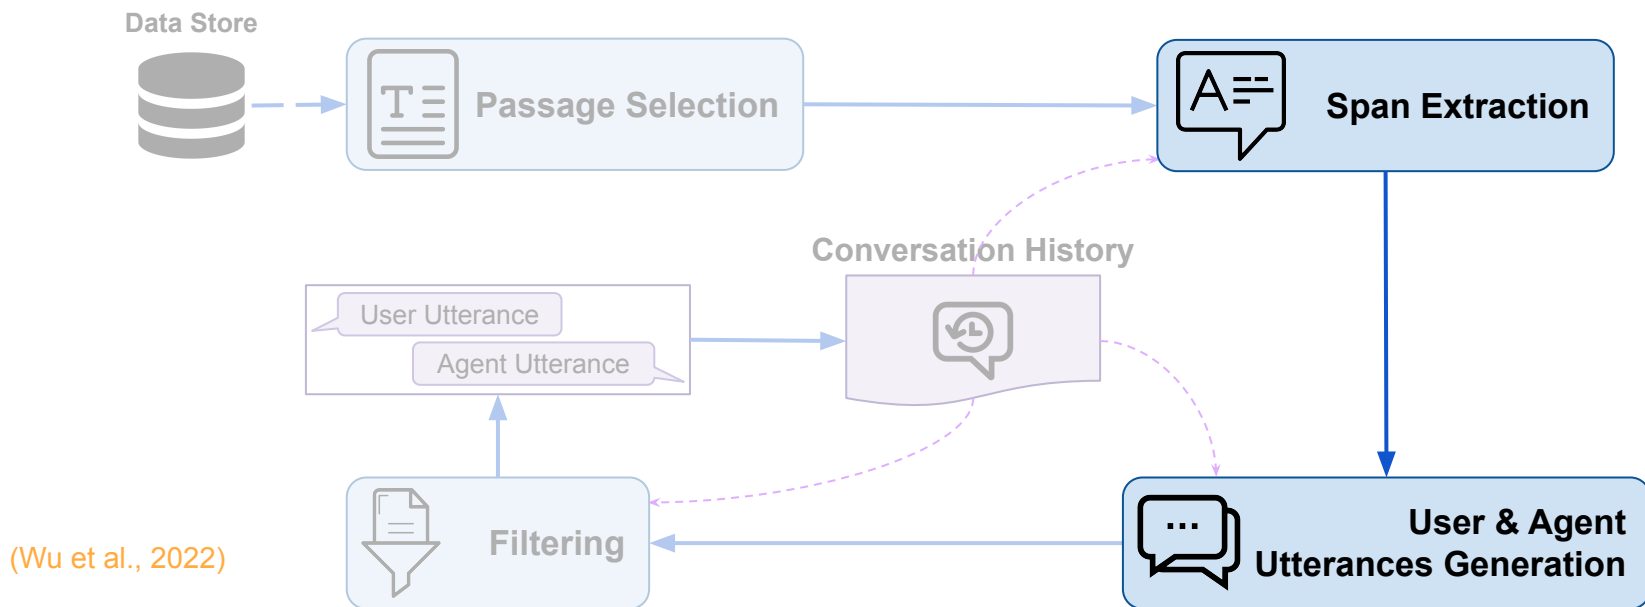 Data Store
Passage Selection
A
Span Extraction
T
Conversation History
User Utterance
Agent Utterance
Filtering
...
User & Agent
Utterances Generation
(Wu et al., 2022)